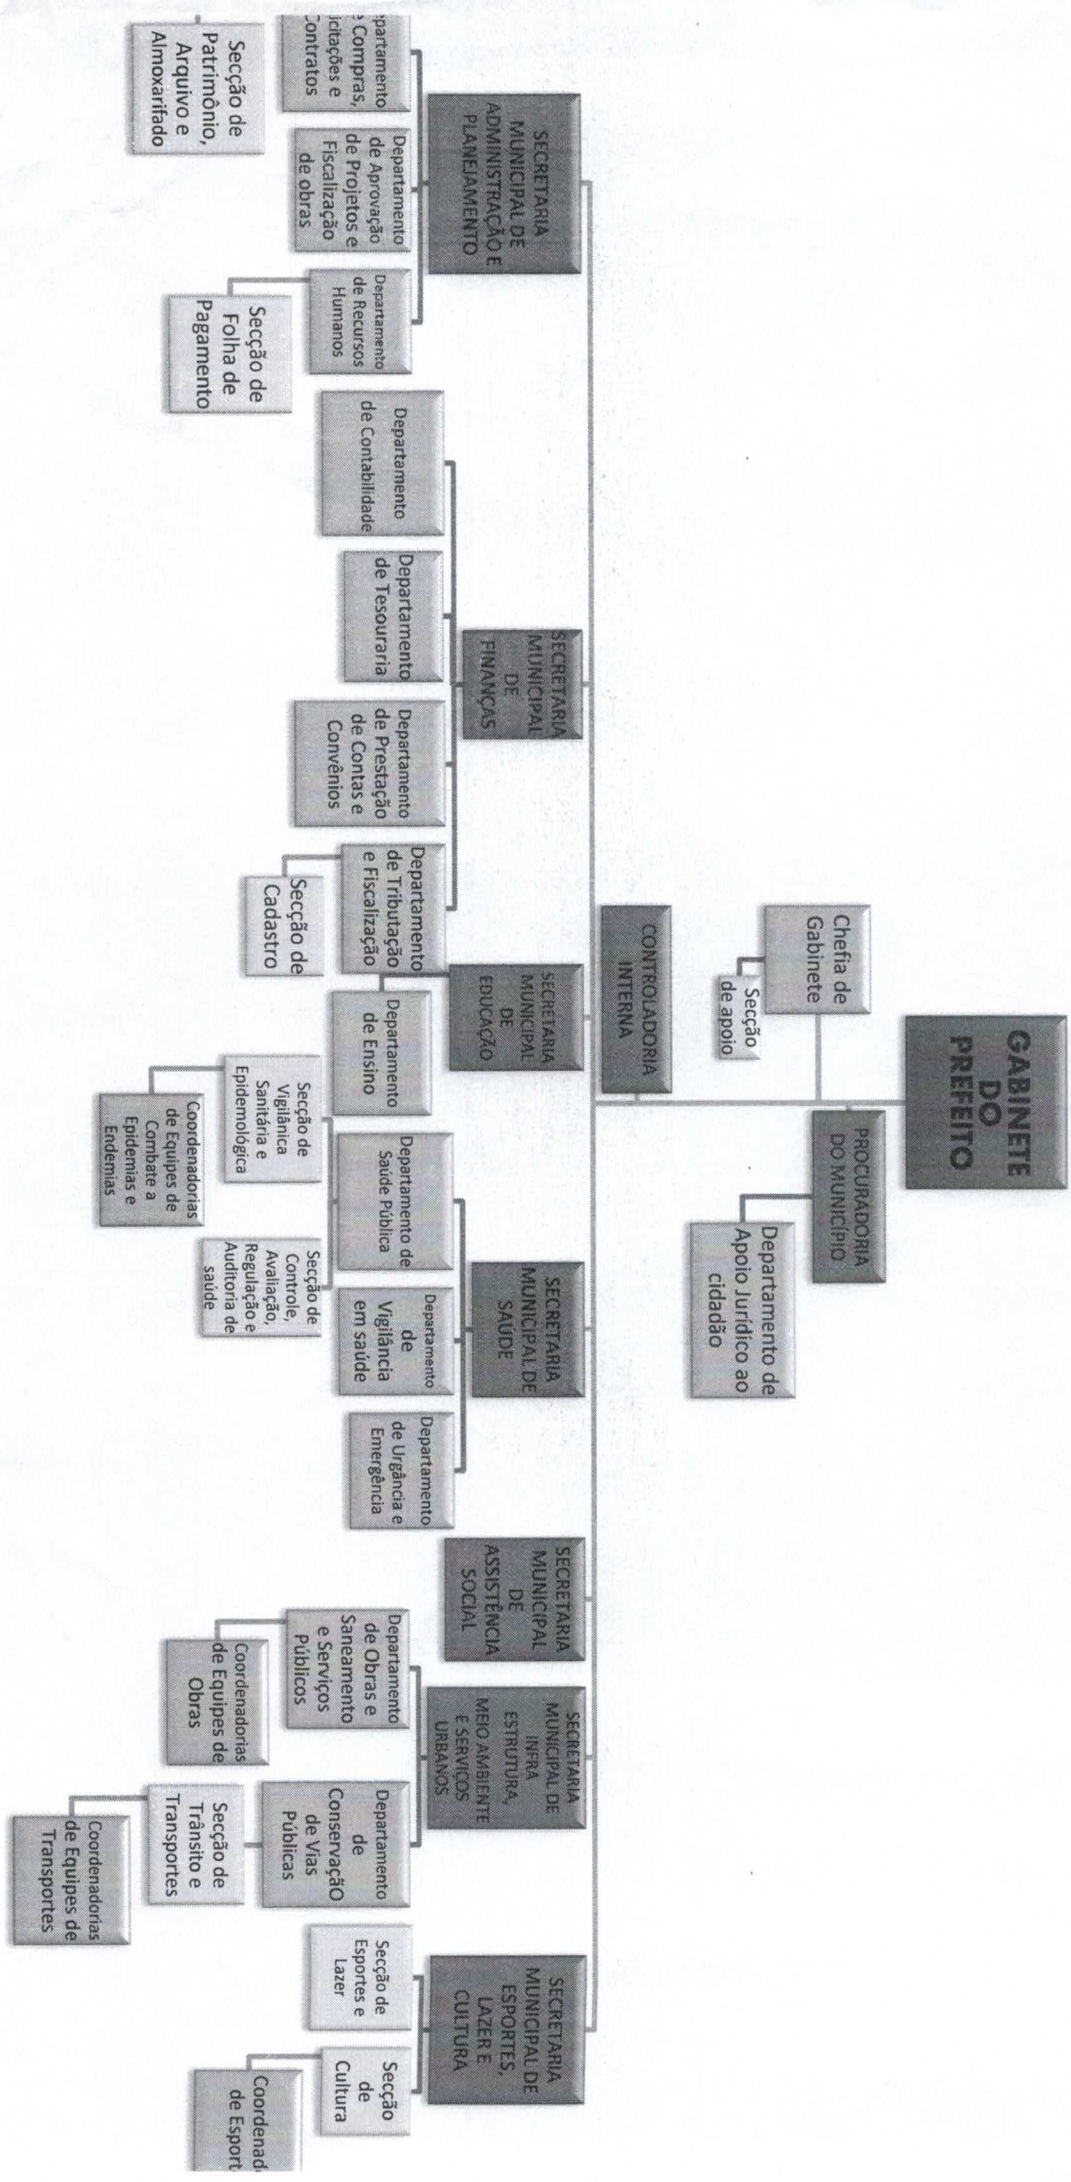 GABINETE
DO
PREFEITO
Chefia de
Gabinete
Secção
de apoio
PROCURADORIA
DO MUNICÍPIO
Departamento de
Apoio Jurídico ao
cidadão
CONTROLADORIA
INTERNA
SECRETARIA
MUNICIPAL DE
ADMINISTRAÇÃO E
PLANEJAMENTO
epartamento
e Compras,
icitações e
Contratos
Secção de
Patrimônio,
Arquivo e
Almoxarifado
Departamento
de Aprovação
de Projetos e
Fiscalização
de obras
Departamento
de Recursos
Humanos
Secção de
Folha de
Pagamento
SECRETARIA
MUNICIPAL
DE
FINANÇAS
Departamento
de Contabilidade
Departamento
de Tesouraria
Departamento
de Prestação
de Contas e
Convênios
Departamento
de Tributação
e Fiscalização
Secção de
Cadastro
SECRETARIA
MUNICIPAL
DE
EDUCAÇÃO
Departamento
de Ensino
SECRETARIA
MUNICIPAL DE
SAÚDE
Departamento de
Saúde Pública
Secção de
Vigilânica
Sanitária e
Epidemológica
Coordenadorias
de Equipes de
Combate a
Epidemias e
Endemias
Secção de
Controle,
Avaliação,
Regulação e
Auditoria de
saúde
Departamento
de
Vigilância
em saúde
Departamento
de Urgância e
Emergência
SECRETARIA
MUNICIPAL
DE
ASSISTÊNCIA
SOCIAL
SECRETARIA
MUNICIPAL DE
INFRA
ESTRUTURA,
MEIO AMBIENTE
E SERVIÇOS
URBANOS
Departamento
de Obras e
Saneamento
e Serviços
Públicos
Coordenadorias
de Equipes de
Obras
Departamento
de
ConservaçãO
de Vias
Públicas
Secção de
Trânsito e
Transportes
Coordenadorias
de Equipes de
Transportes
SECRETARIA
MUNICIPAL DE
ESPORTES,
LAZER E
CULTURA
Secção de
Esportes e
Lazer
Secção
de
Cultura
Coordenad
de Esport